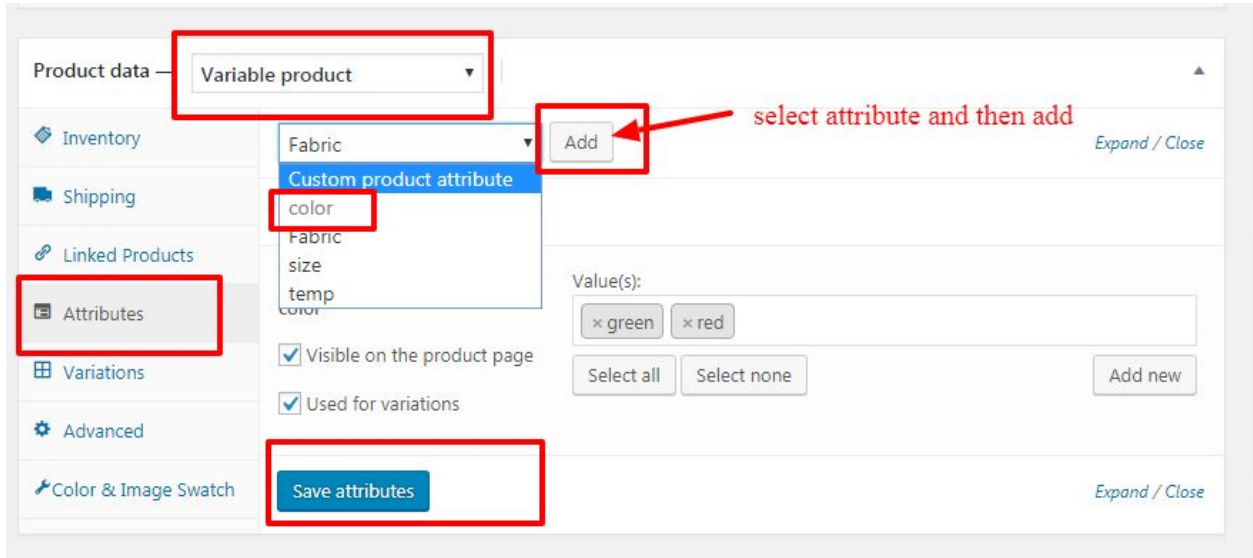 Product data —
Variable product
select attribute and then add
Inventory
Fabric
Add
Expand / Close
Custom product attribute
Shipping
color
Fabric
Linked Products
size
Value(s):
temp
color
Attributes
× green × red
Visible on the product page
Variations
Select all
Select none
Add new
Used for variations
Advanced
Color & Image Swatch
Save attributes
Expand / Close